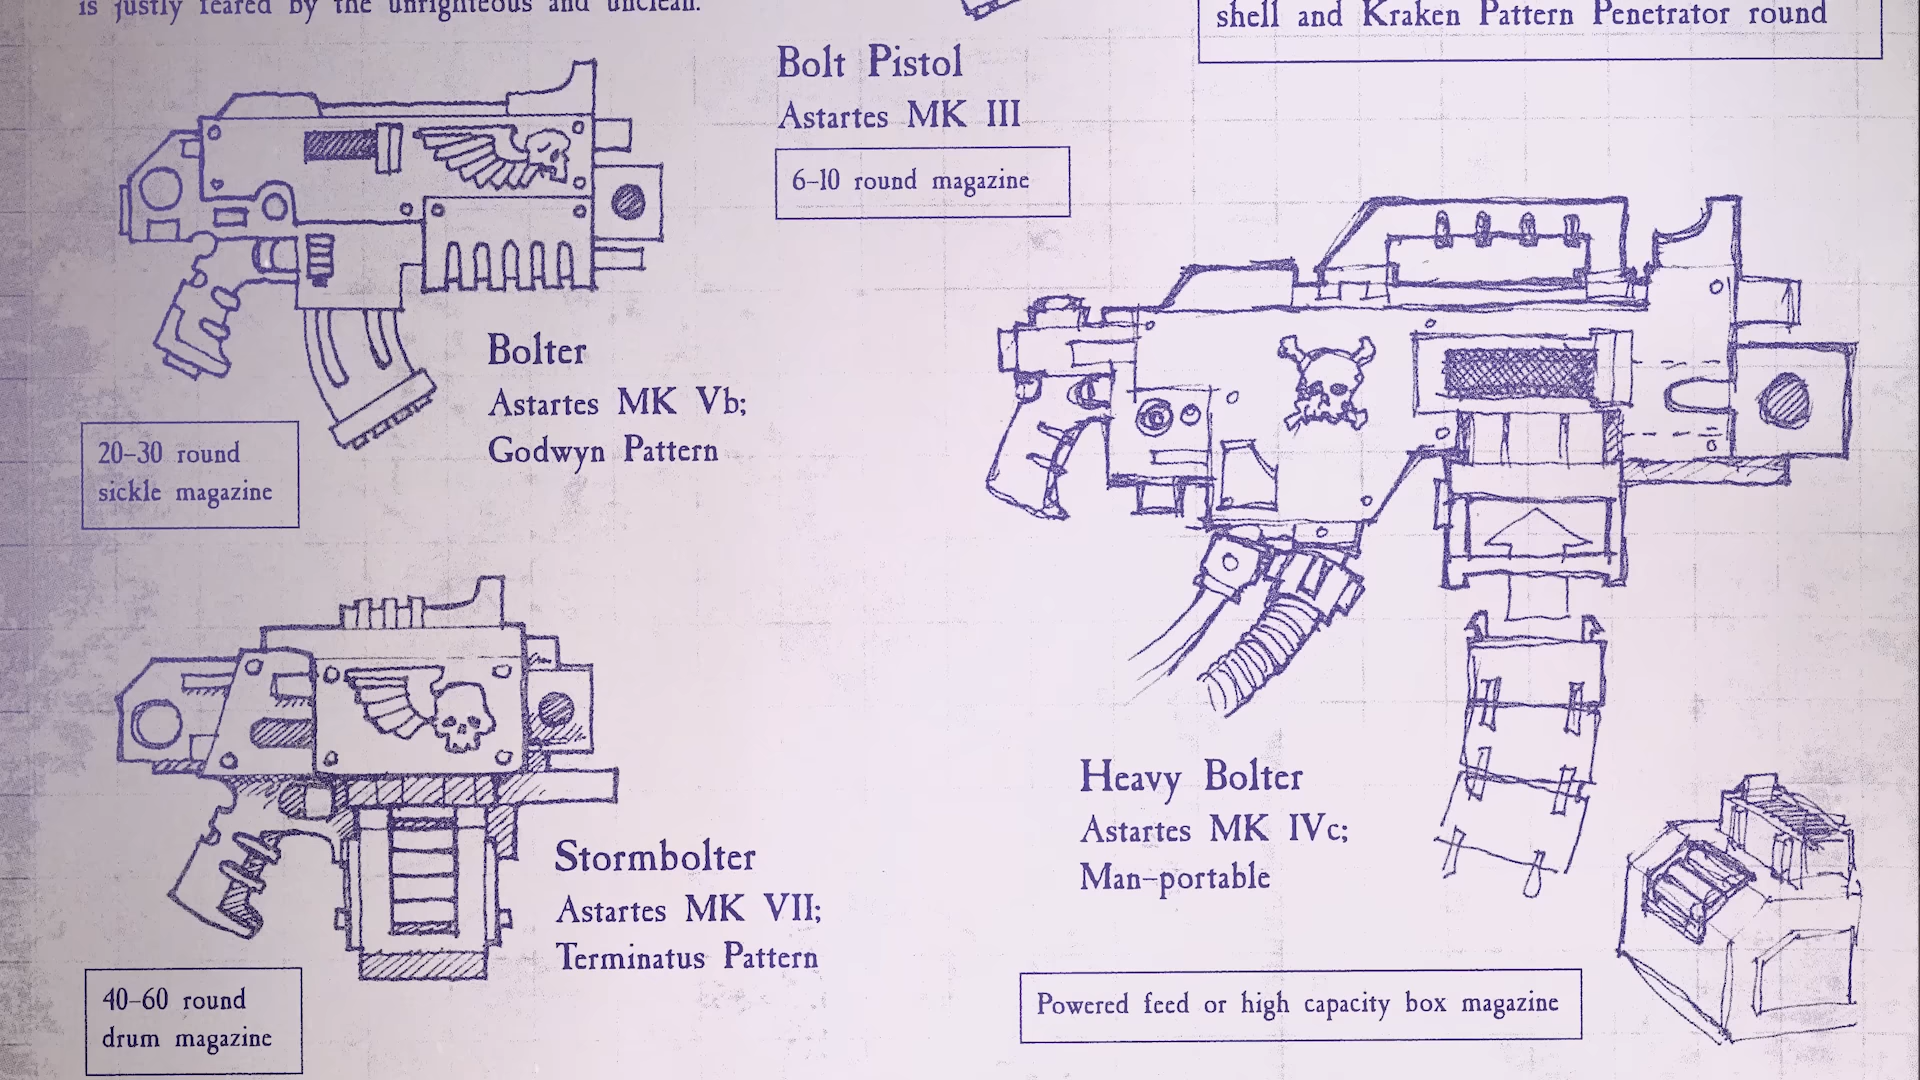 is justly feared by the unrighteous and unclean.
shell and Kraken Pattern Penetrator round
Bolt Pistol
Astartes MK III
6-10 round magazine
Bolter
Astartes MK Vb;
Godwyn Pattern
20-30 round
sickle magazine
Stormbolter
Astartes MK VII;
Terminatus Pattern
40-60 round
drum magazine
Heavy Bolter
Astartes MK IVc;
Man-portable
Powered feed or high capacity box magazine